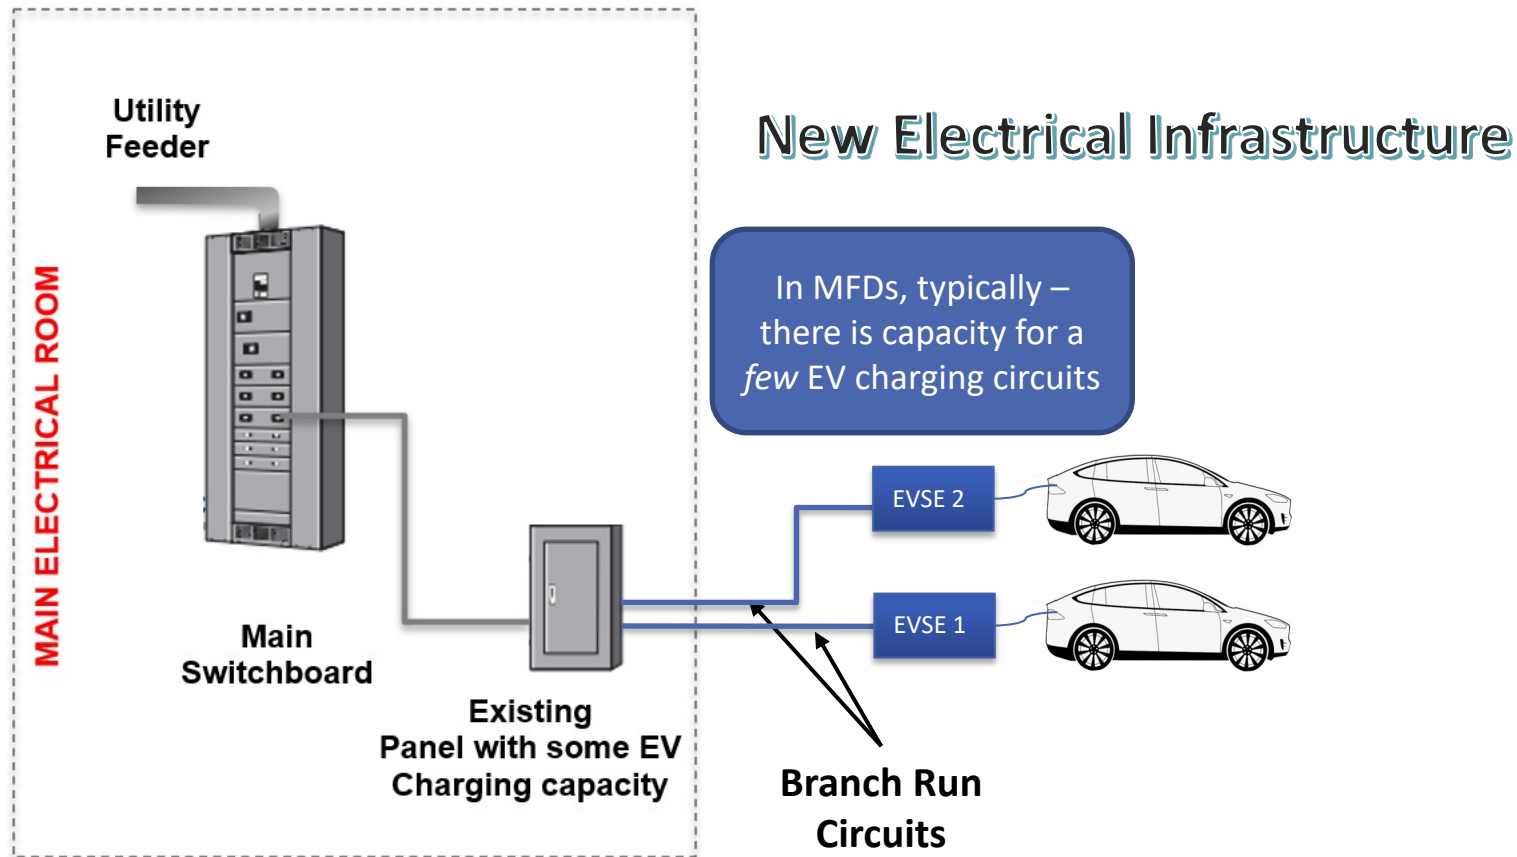 Utility
Feeder
New Electrical Infrastructure
MAIN ELECTRICAL ROOM
In MFDs, typically –
there is capacity for a
few EV charging circuits
EVSE 2
EVSE 1
Main
Switchboard
Existing
Panel with some EV
Charging capacity
Branch Run
Circuits